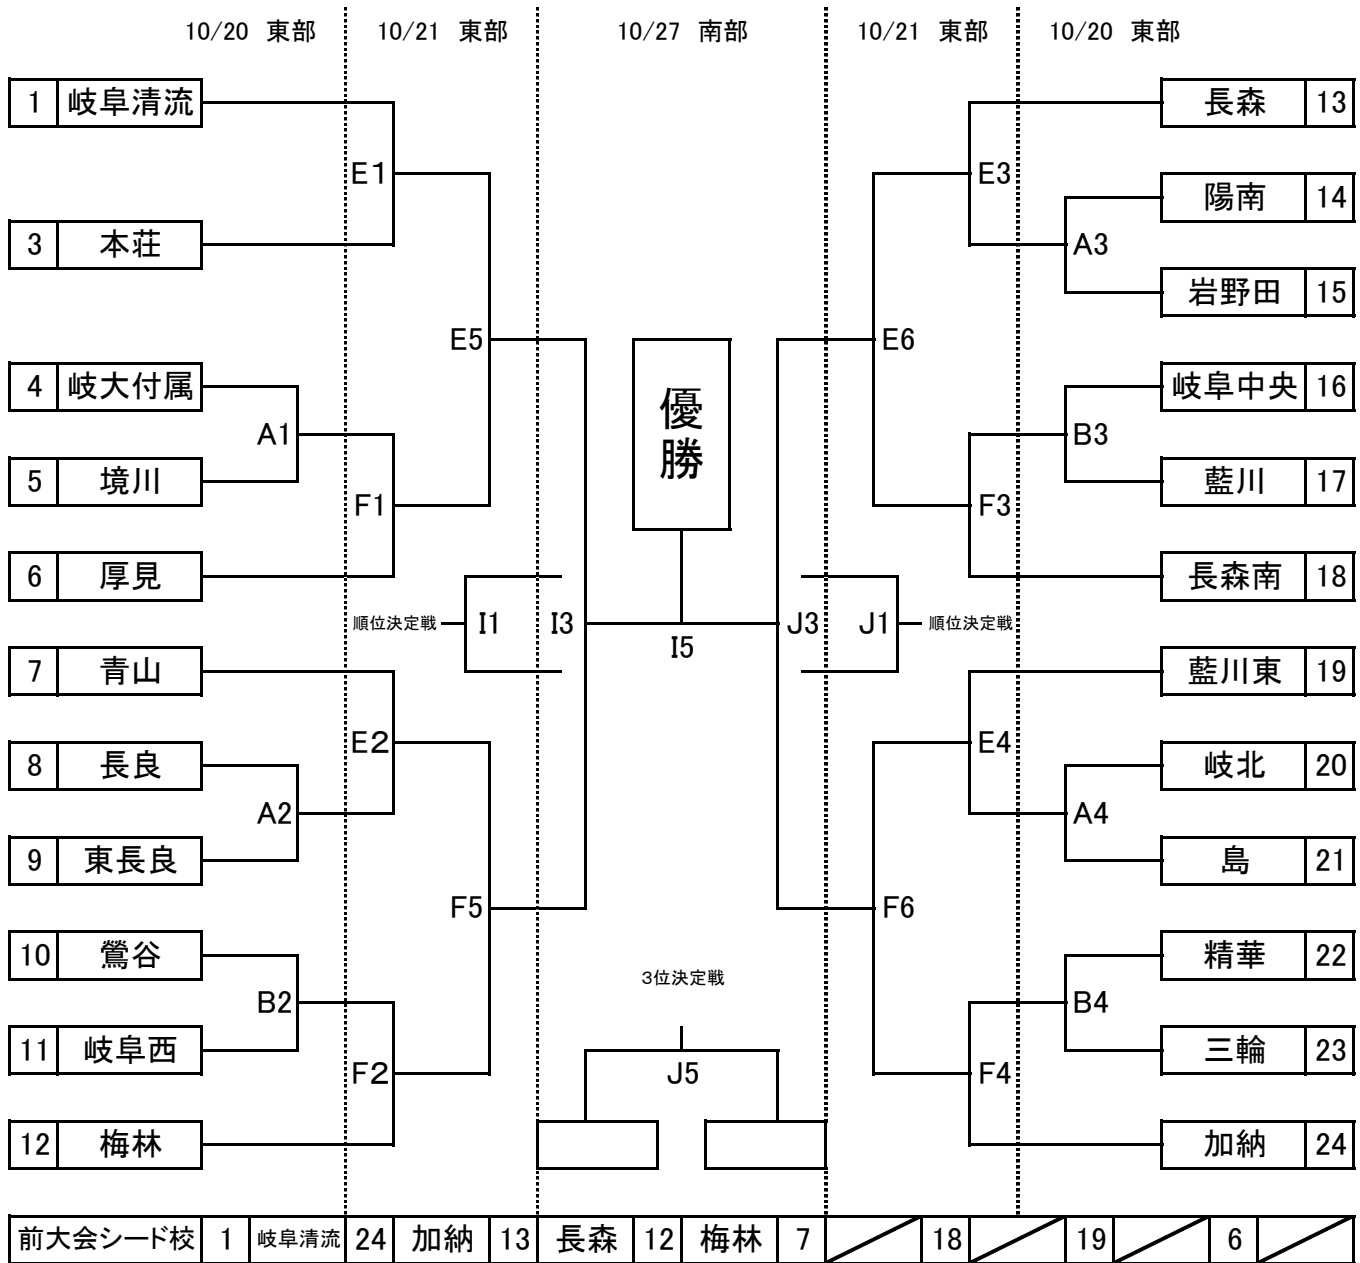 10/20 東部 10/21 東部 10/27 南部 10/21 東部 10/20 東部
1 岐阜清流 長森 13
E1 E3
陽南 14
3 本荘 A3
岩野田 15
E5 E6
4 岐大付属 優勝 岐阜中央 16
A1 B3
5 境川 藍川 17
F1 F3
6 厚見 長森南 18
順位決定戦 I1 I3 I5 J3 J1 順位決定戦
7 青山 藍川東 19
E2 E4
8 長良 岐北 20
A2 A4
9 東長良 島 21
F5 F6
10 鶯谷 精華 22
3位決定戦
B2 B4
11 岐阜西 三輪 23
F2 J5 F4
12 梅林 加納 24
前大会シード校 1 岐阜清流 24 加納 13 長森 12 梅林 7 18 19 6